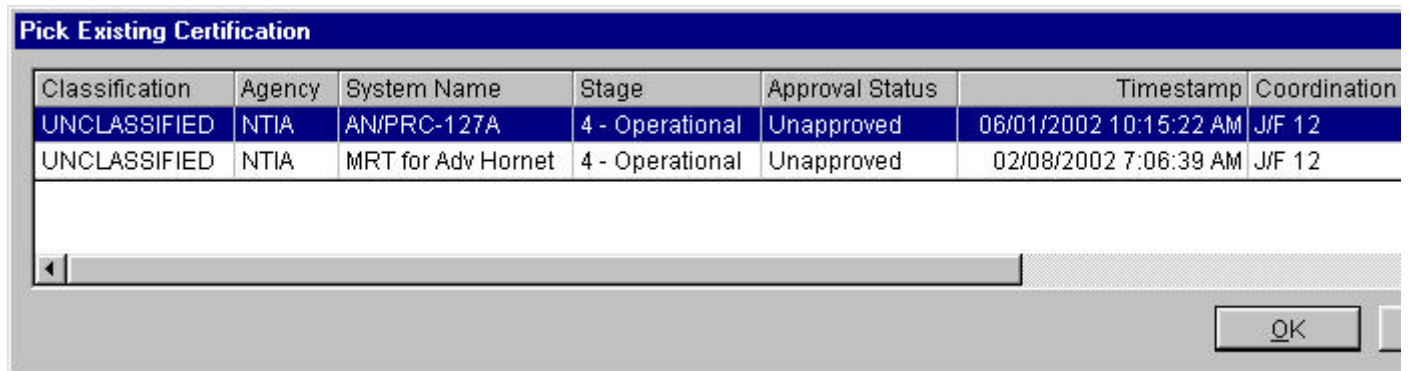 Pick Existing Certification
Classification Agency System Name Stage Approval Status Timestamp Coordination
UNCLASSIFIED NTIA AN/PRC-127A 4 - Operational Unapproved 06/01/2002 10:15:22 AM J/F 12
UNCLASSIFIED NTIA MRT for Adv Hornet 4 - Operational Unapproved 02/08/2002 7:06:39 AM J/F 12
OK